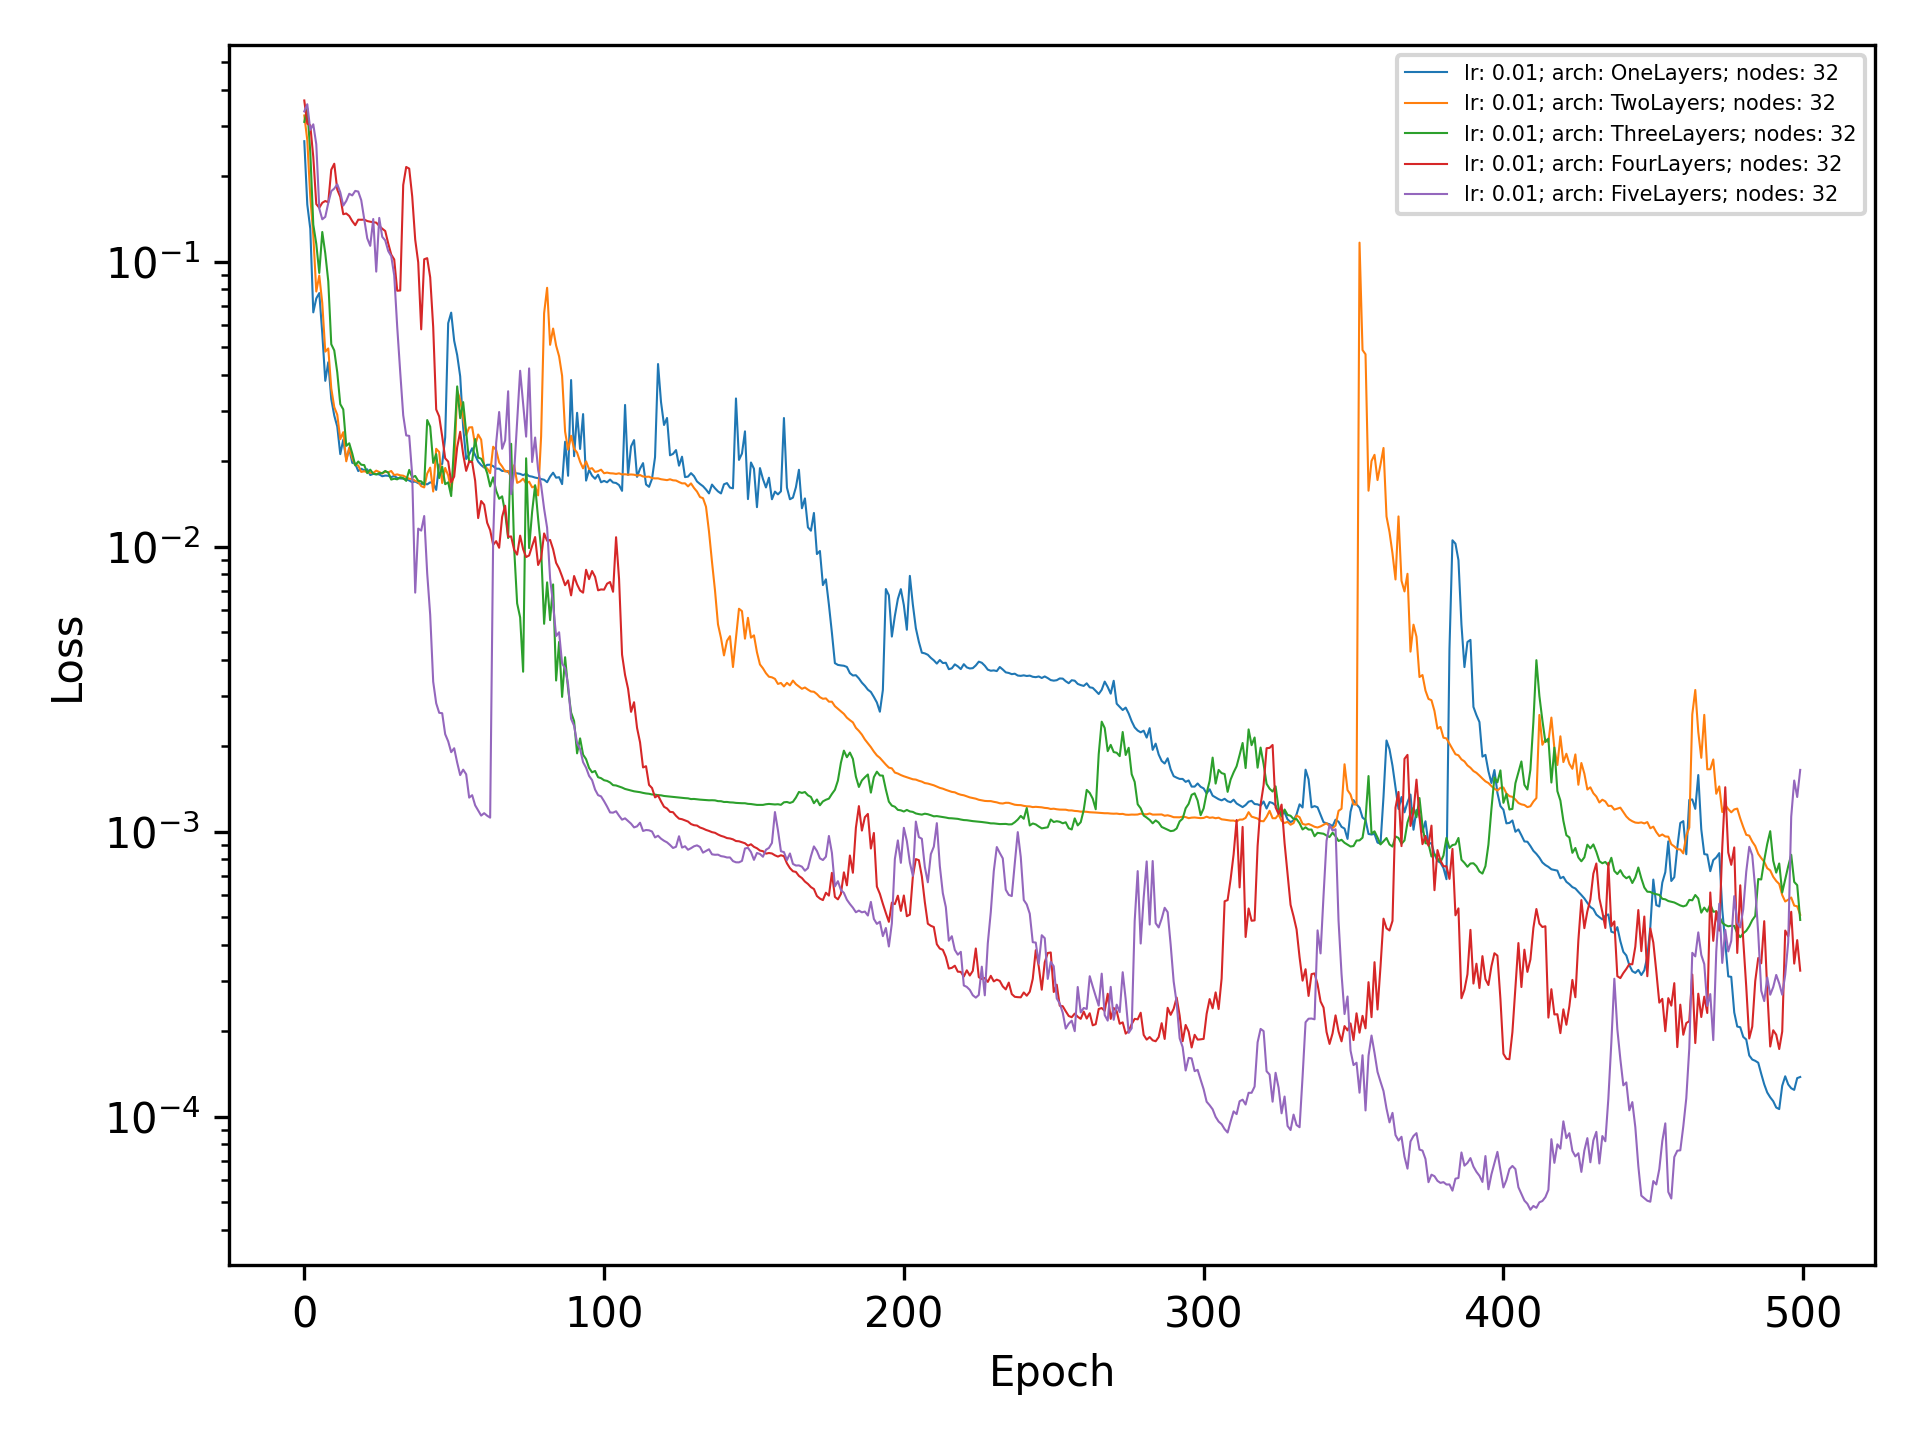 lr: 0.01; arch: OneLayers; nodes: 32
lr: 0.01; arch: TwoLayers; nodes: 32
lr: 0.01; arch: ThreeLayers; nodes: 32
lr: 0.01; arch: FourLayers; nodes: 32
lr: 0.01; arch: FiveLayers; nodes: 32
10⁻¹
10⁻²
10⁻³
10⁻⁴
Loss
0 100 200 300 400 500
Epoch